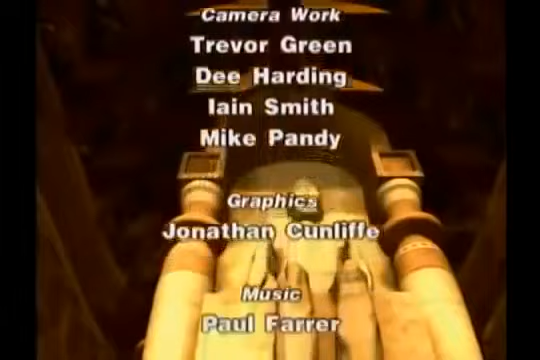 Camera Work
Trevor Green
Dee Harding
Iain Smith
Mike Pandy
Graphics
Jonathan Cunliffe
Music
Paul Farrer